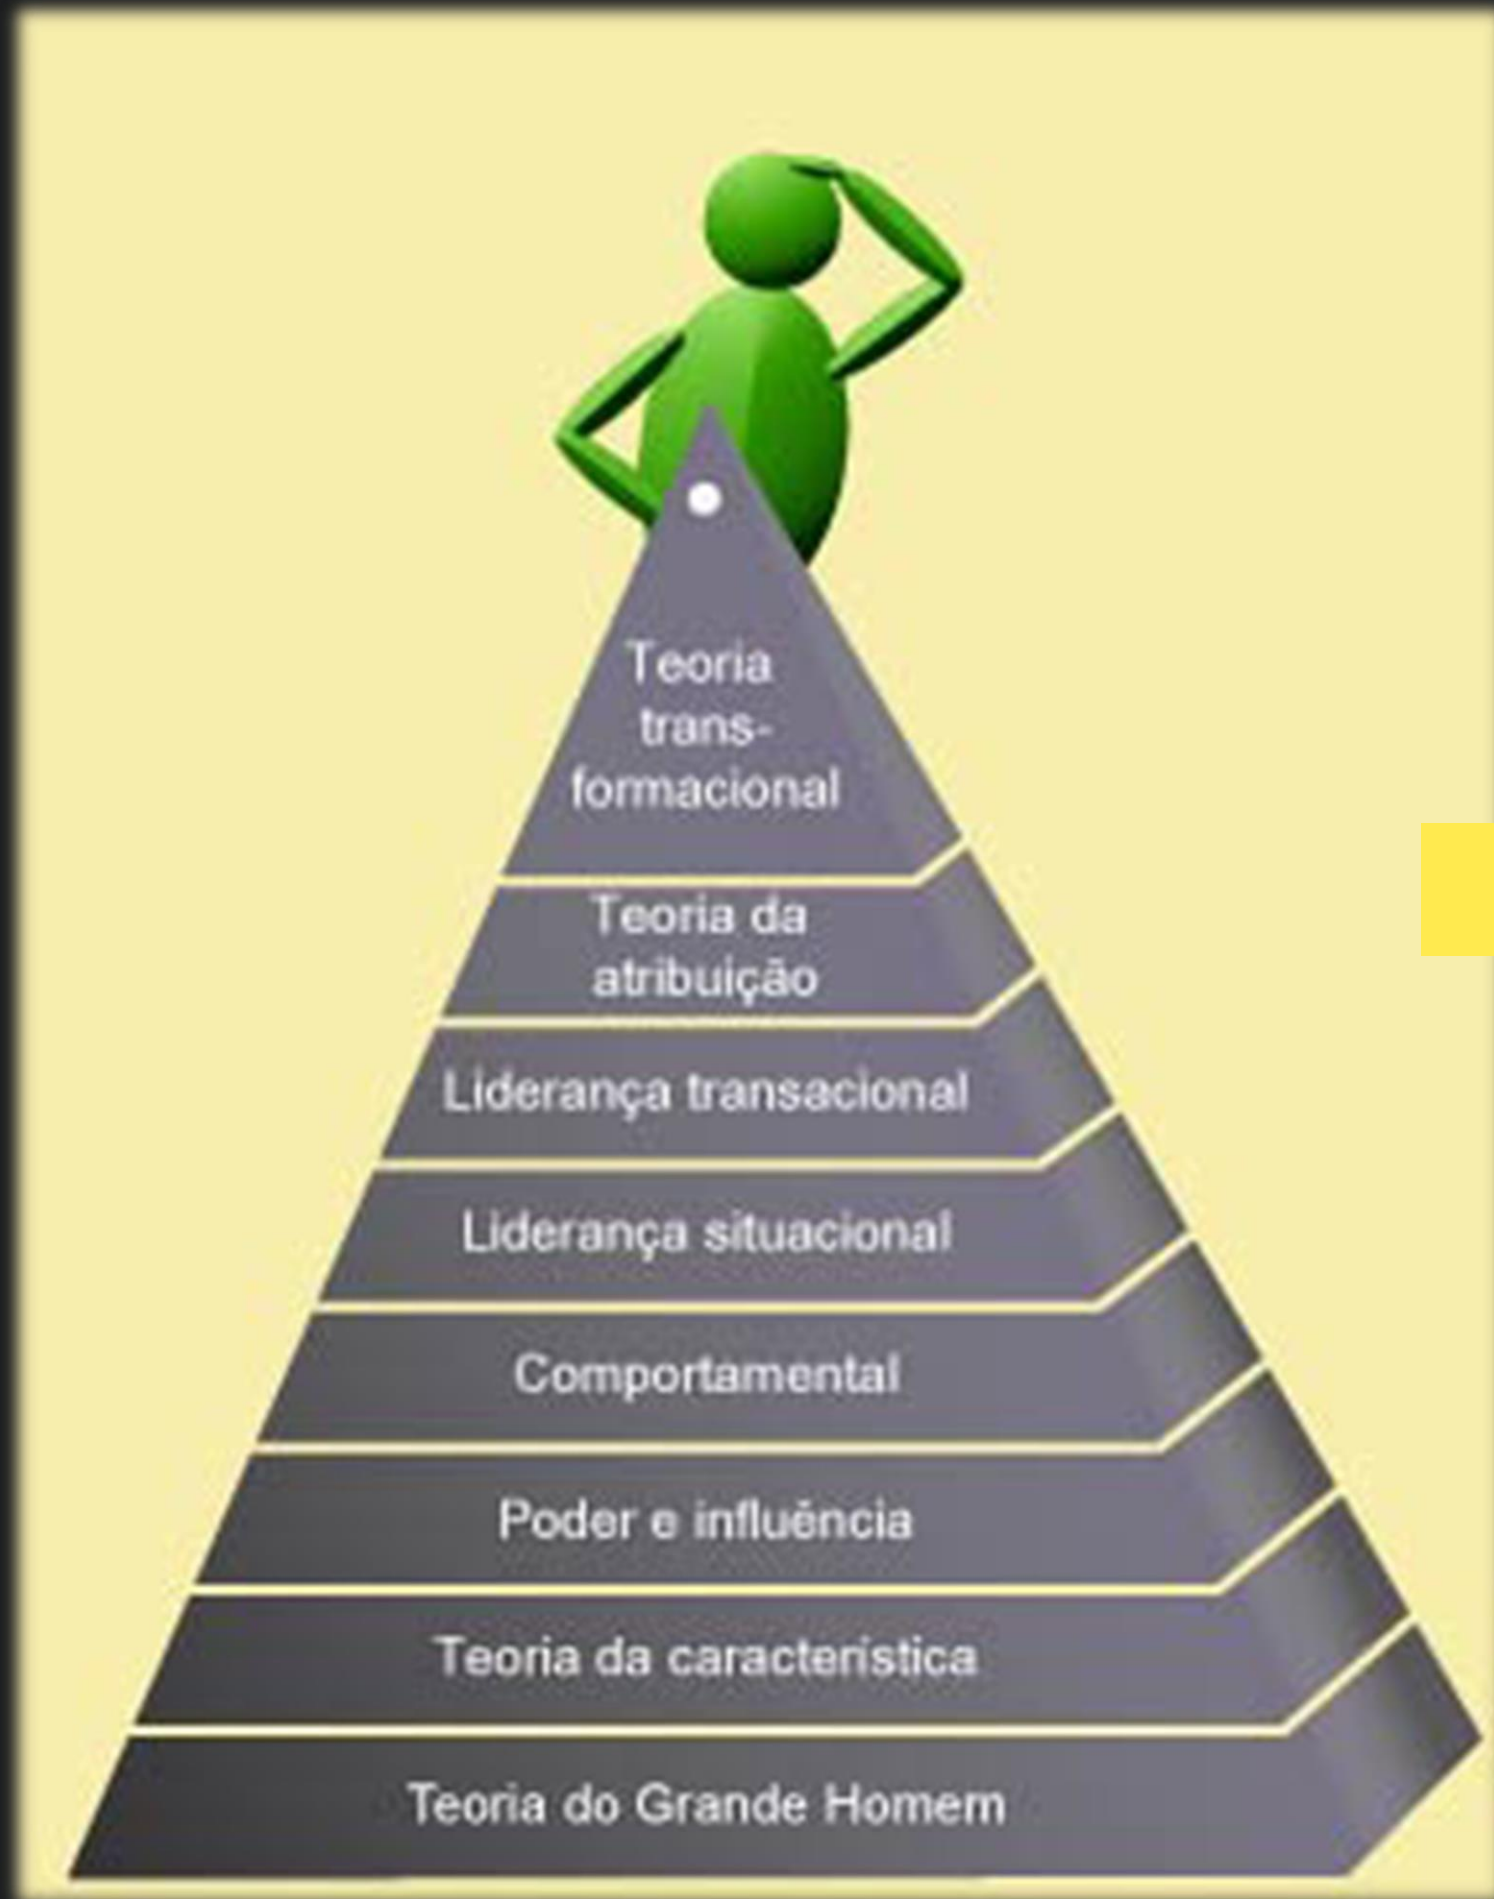 Teoria
trans-
formacional
Teoria da
atribuição
Liderança transacional
Liderança situacional
Comportamental
Poder e influência
Teoria da característica
Teoria do Grande Homem